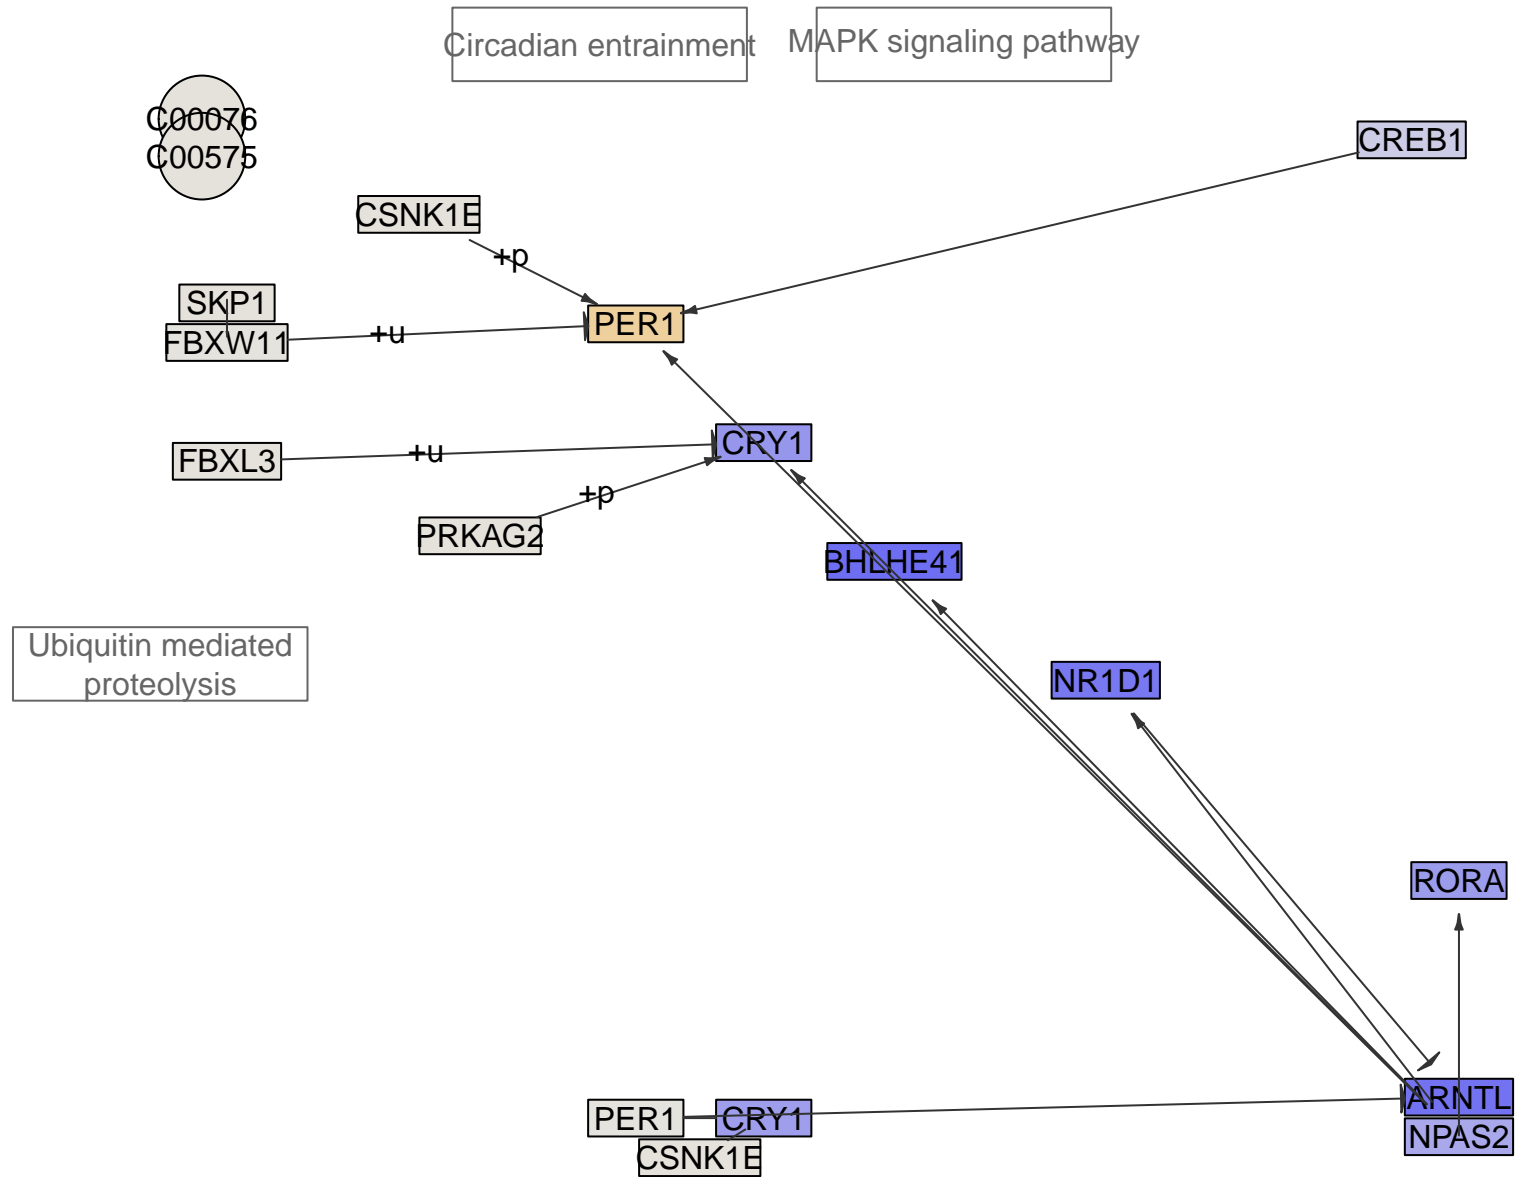 Circadian entrainment
MAPK signaling pathway
C00076
C00575
CREB1
CSNK1E
+p
SKP1
FBXW11
+u
PER1
FBXL3
+u
CRY1
+p
PRKAG2
BHLHE41
Ubiquitin mediated
proteolysis
NR1D1
RORA
ARNTL
NPAS2
PER1
CRY1
CSNK1E